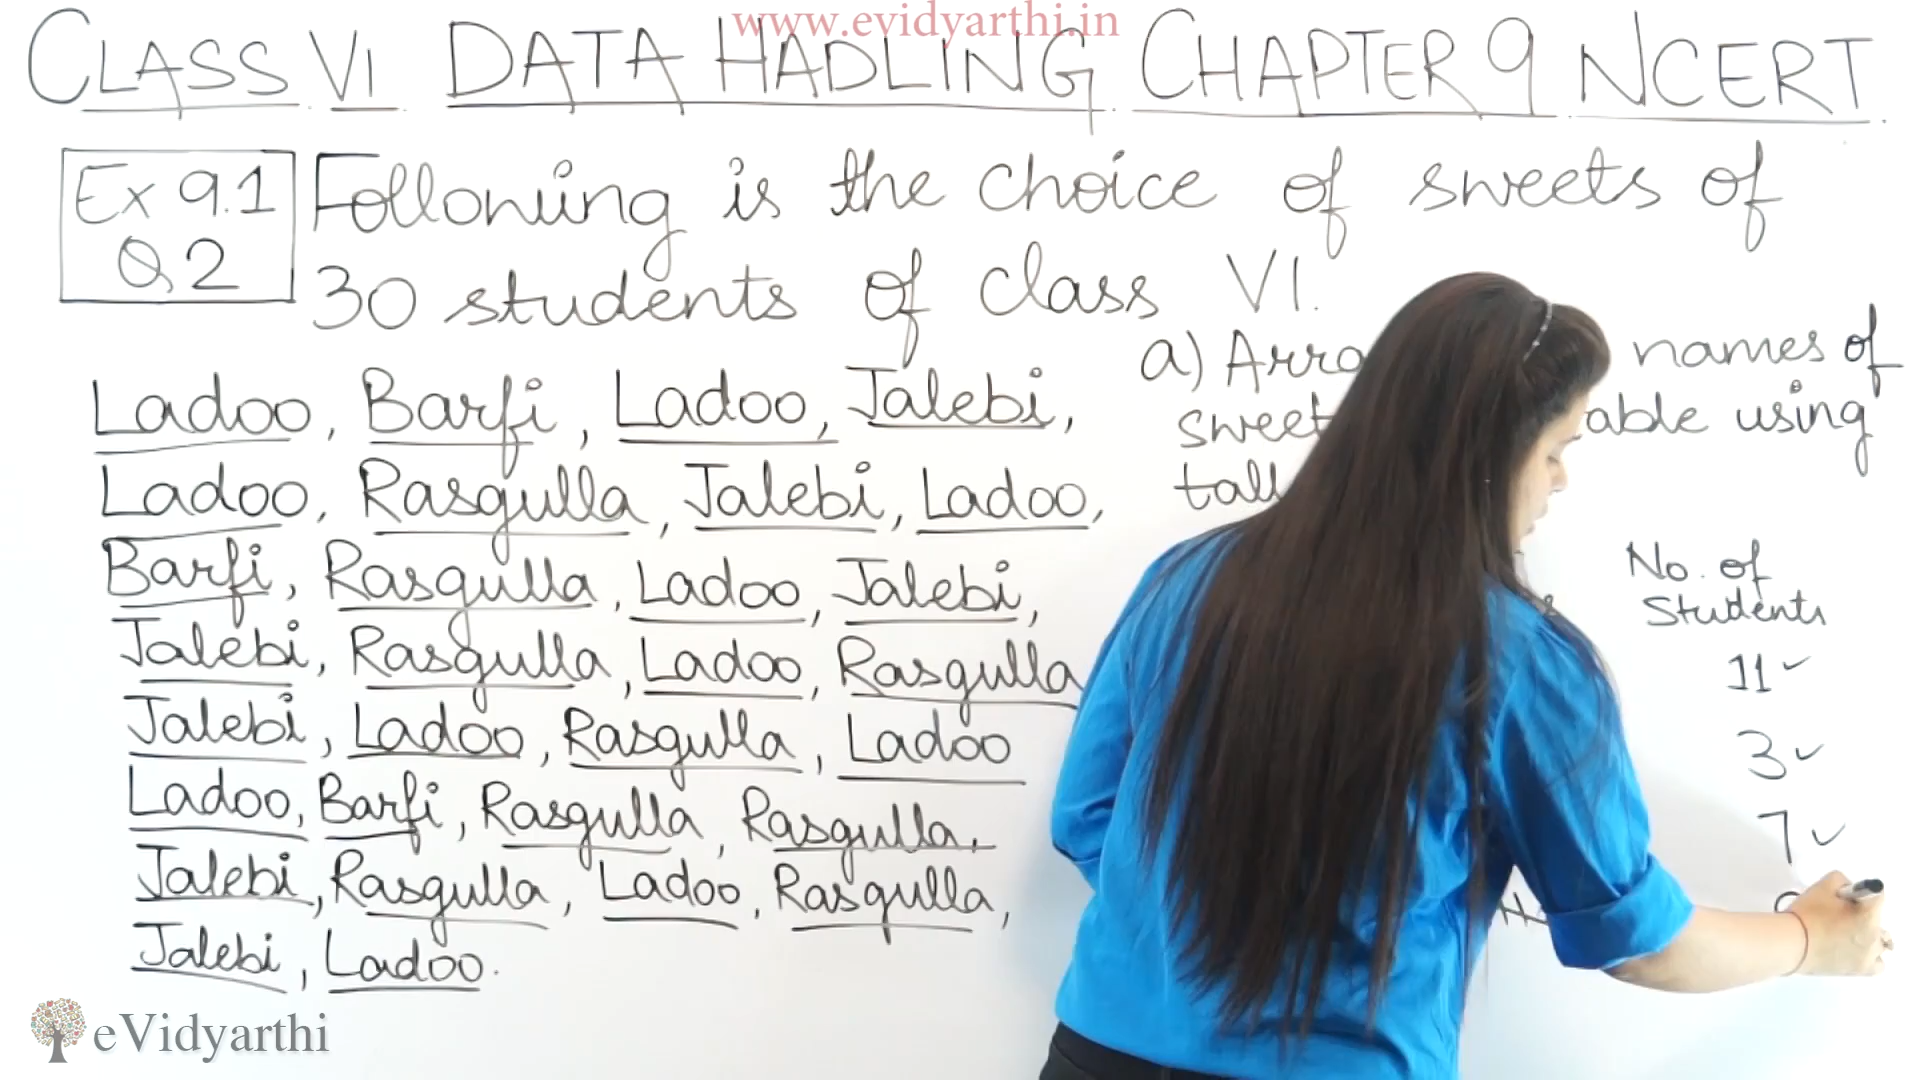 www.evidyarthi.in
CLASS VI DATA HADLING CHAPTER 9 NCERT
Ex 9.1
Q.2
Following is the choice of sweets of
30 students of class VI.
Ladoo, Barfi, Ladoo, Jalebi,
Ladoo, Rasgulla, Jalebi, Ladoo,
Barfi, Rasgulla, Ladoo, Jalebi,
Jalebi, Rasgulla, Ladoo, Rasgulla
Jalebi, Ladoo, Rasgulla, Ladoo
Ladoo, Barfi, Rasgulla, Rasgulla,
Jalebi, Rasgulla, Ladoo, Rasgulla,
Jalebi, Ladoo.
a) names of
using
No. of
Students
11
3
7
eVidyarthi